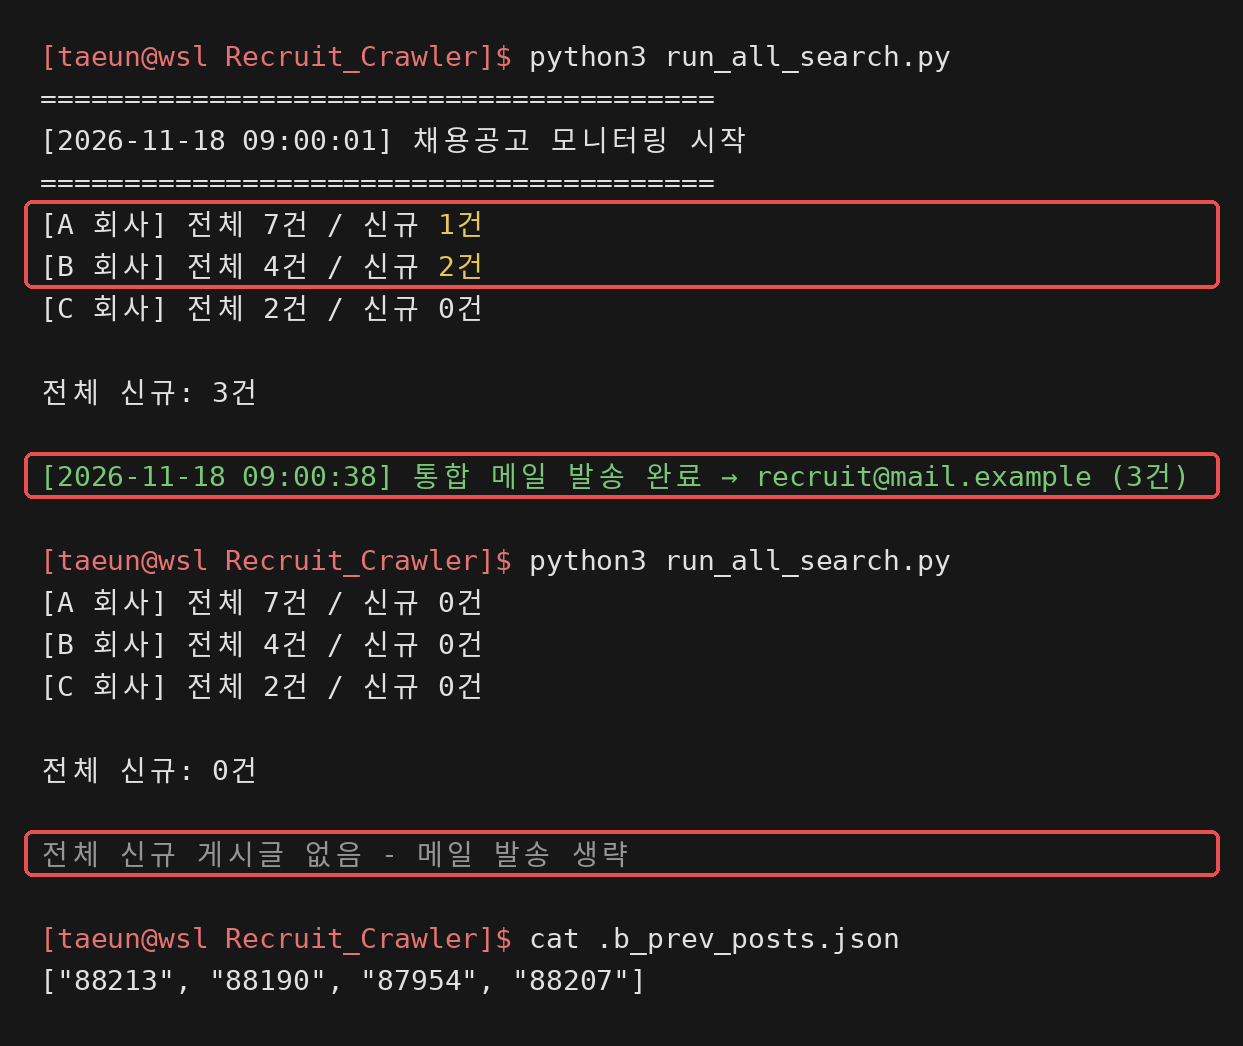 [taeun@wsl Recruit_Crawler]$ python3 run_all_search.py
========================================
[2026-11-18 09:00:01] 채용공고 모니터링 시작
========================================
[A 회사] 전체 7건 / 신규 1건
[B 회사] 전체 4건 / 신규 2건
[C 회사] 전체 2건 / 신규 0건
전체 신규: 3건
[2026-11-18 09:00:38] 통합 메일 발송 완료 → recruit@mail.example (3건)
[taeun@wsl Recruit_Crawler]$ python3 run_all_search.py
[A 회사] 전체 7건 / 신규 0건
[B 회사] 전체 4건 / 신규 0건
[C 회사] 전체 2건 / 신규 0건
전체 신규: 0건
전체 신규 게시글 없음 - 메일 발송 생략
[taeun@wsl Recruit_Crawler]$ cat .b_prev_posts.json
["88213", "88190", "87954", "88207"]